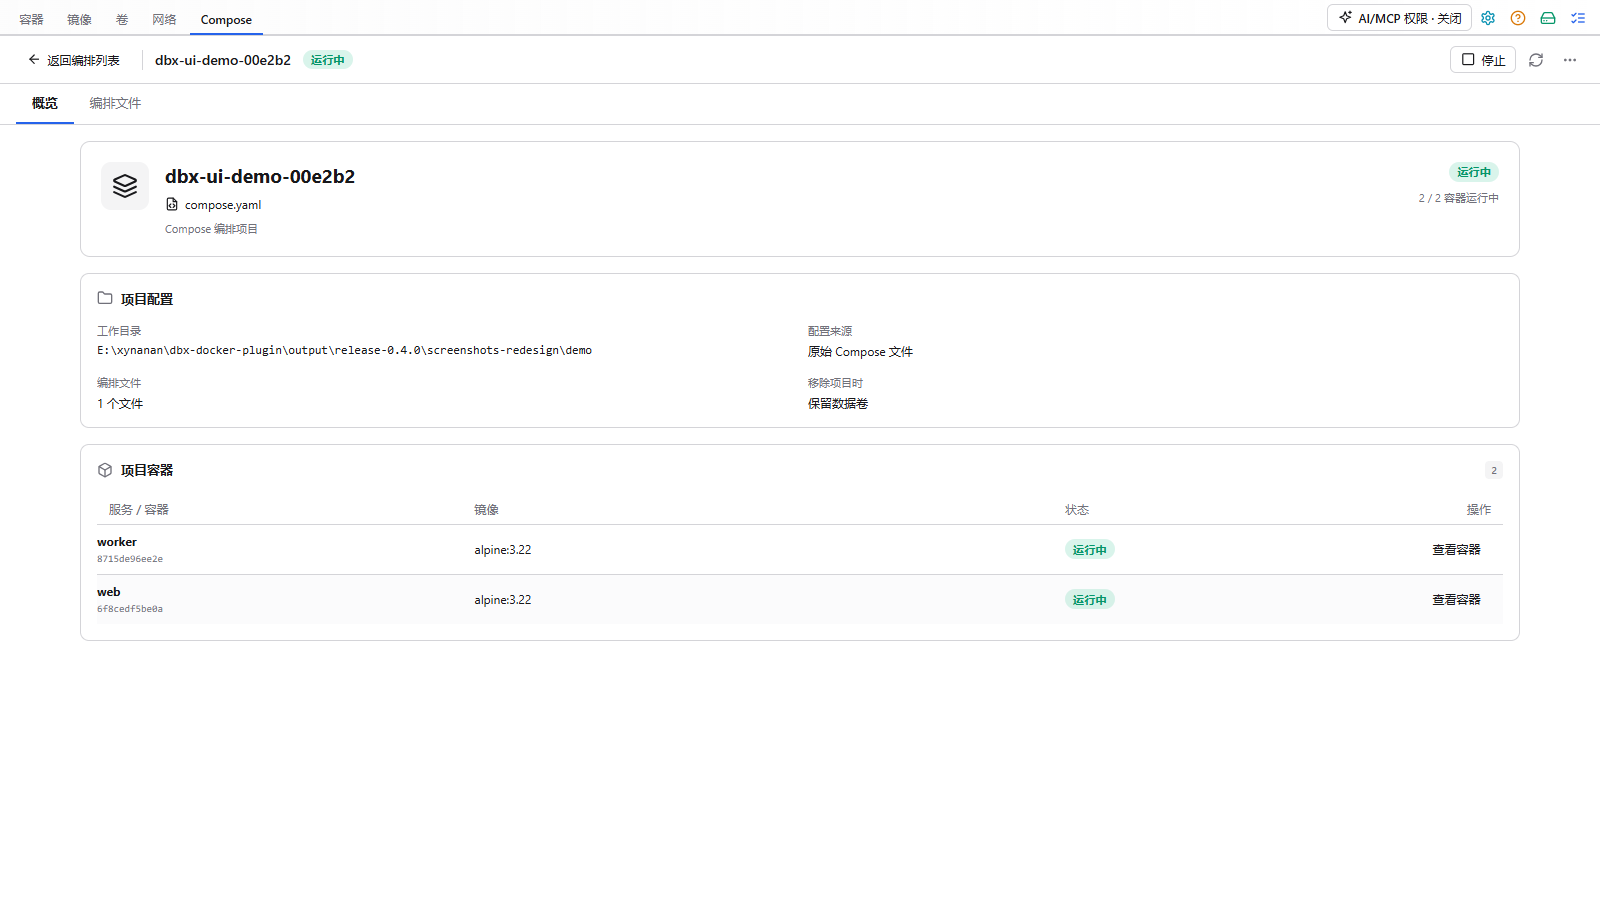 容器 镜像 卷 网络 Compose AI/MCP 权限 · 关闭
返回编排列表 dbx-ui-demo-00e2b2 运行中 停止
概览 编排文件
dbx-ui-demo-00e2b2 运行中
compose.yaml 2 / 2 容器运行中
Compose 编排项目
项目配置
工作目录 配置来源
E:\xynanan\dbx-docker-plugin\output\release-0.4.0\screenshots-redesign\demo 原始 Compose 文件
编排文件 移除项目时
1 个文件 保留数据卷
项目容器 2
服务 / 容器 镜像 状态 操作
worker
8715de96ee2e alpine:3.22 运行中 查看容器
web
6f8cedf5be0a alpine:3.22 运行中 查看容器